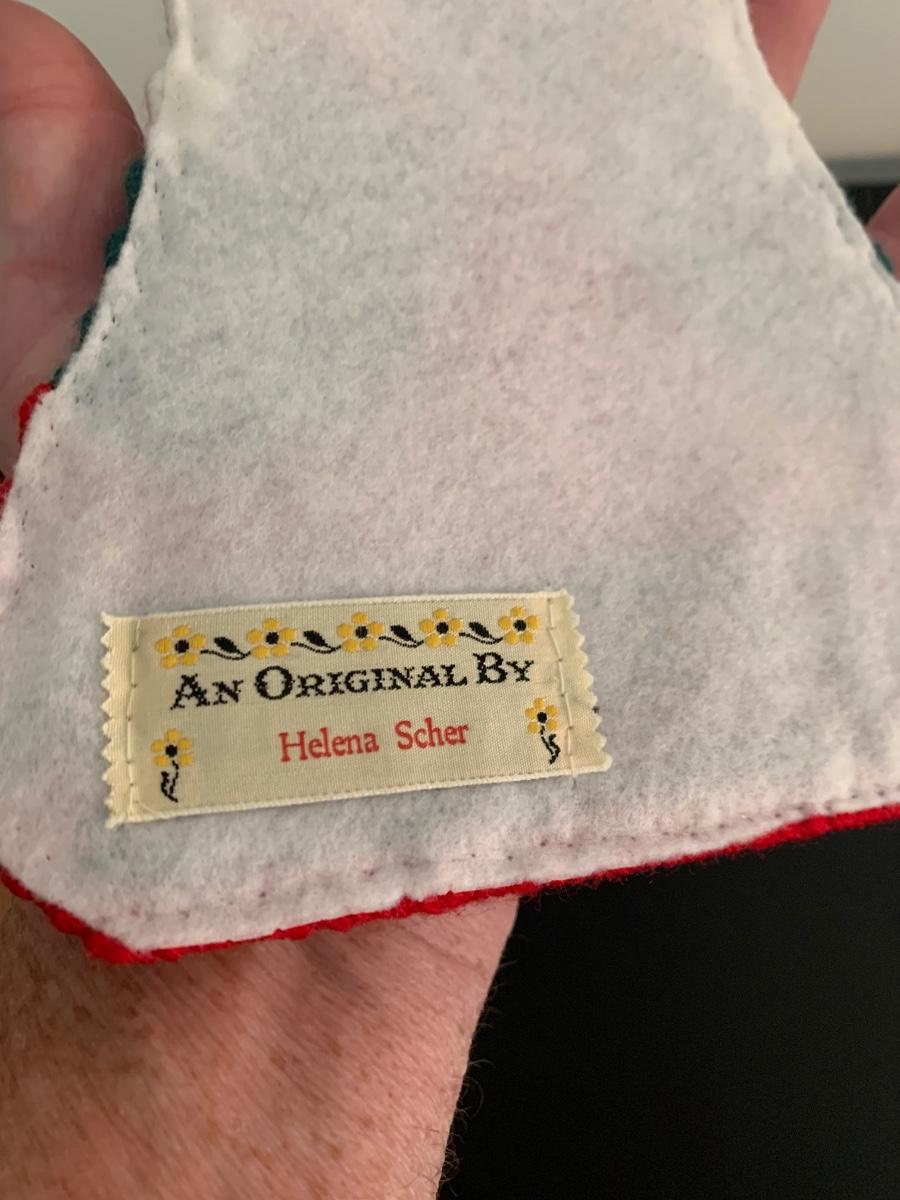 An Original By
Helena Scher